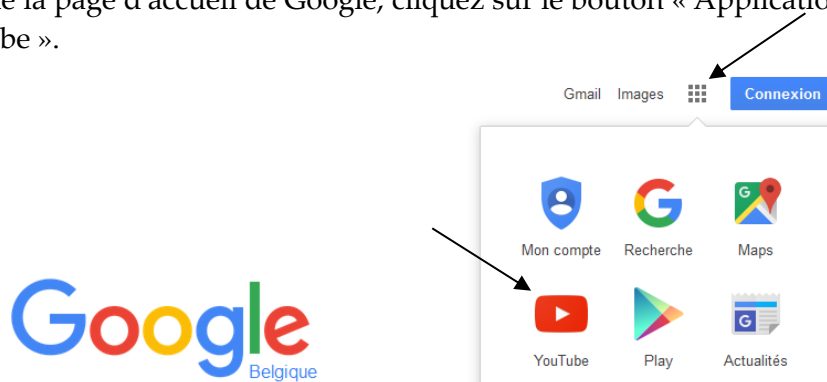 e la page d'accueil de Google, cliquez sur le bouton « Applicatio
be ».
Gmail Images Connexion
Mon compte Recherche Maps
YouTube Play Actualités
Google
Belgique